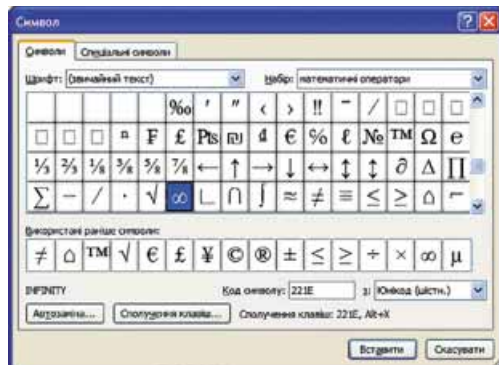 Символ
Символи Спеціальні символи
Шрифт: (звичайний текст) Набір: математичні оператори
‰ ′ ″ ‹ › ‼ ‾ ⁄ □ □ □
□ □ □ ⁿ ₣ £ Pts ₪ ₫ € ℅ ℓ № ™ Ω ℮
⅓ ⅔ ⅛ ⅜ ⅝ ⅞ ← ↑ → ↓ ↔ ↕ ↨ ∂ ∆ ∏
∑ − ∕ ∙ √ ∞ ∟ ∩ ∫ ≈ ≠ ≡ ≤ ≥ ⌂ ⌐
Використані раніше символи:
≠ ⌂ ™ √ € £ ¥ © ® ± ≤ ≥ ÷ × ∞ µ
INFINITY Код символу: 221E з: Юнікод (шістн.)
Автозаміна... Сполучення клавіш... Сполучення клавіш: 221E, Alt+X
Вставити Скасувати